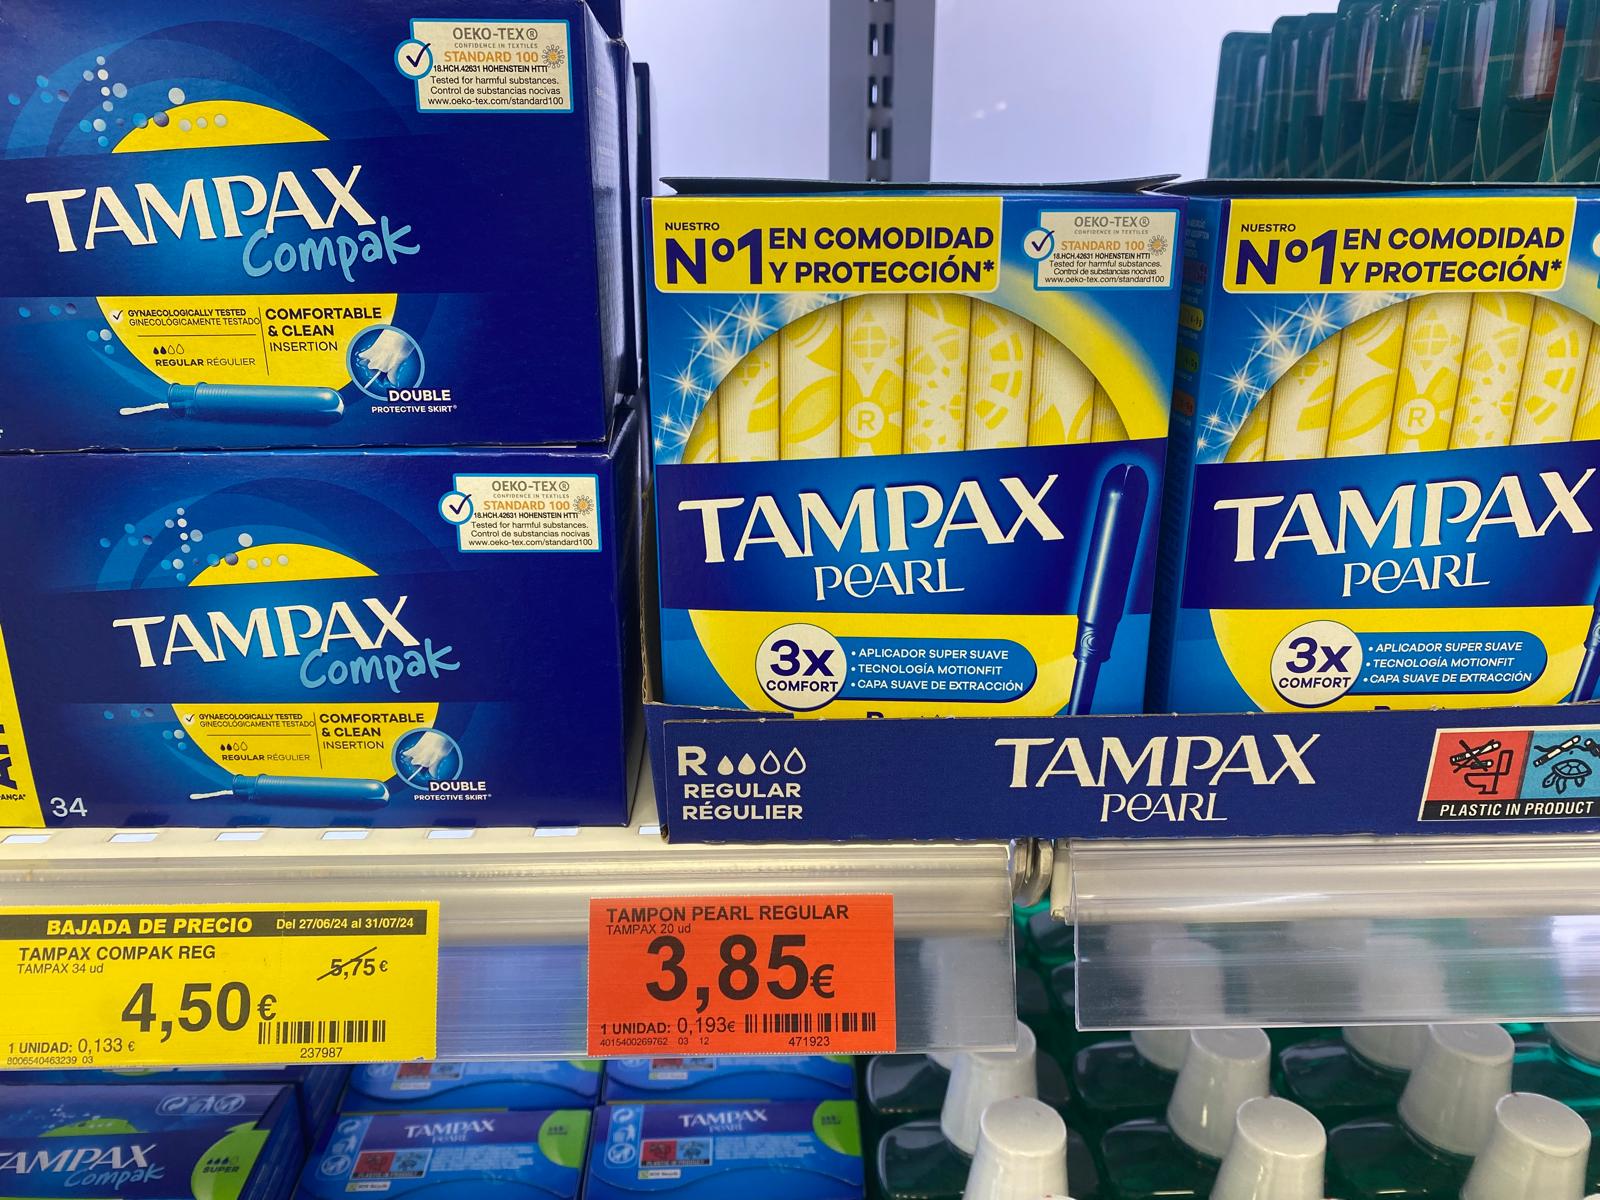 OEKO-TEX®
CONFIDENCE IN TEXTILES
STANDARD 100
18.HCH.42631 HOHENSTEIN HTTI
Tested for harmful substances.
Control de substancias nocivas
www.oeko-tex.com/standard100
TAMPAX
Compak
GYNAECOLOGICALLY TESTED
GINECOLÓGICAMENTE TESTADO
REGULAR RÉGULIER
COMFORTABLE
& CLEAN
INSERTION
DOUBLE
PROTECTIVE SKIRT®
OEKO-TEX®
CONFIDENCE IN TEXTILES
STANDARD 100
18.HCH.42631 HOHENSTEIN HTTI
Tested for harmful substances.
Control de substancias nocivas
www.oeko-tex.com/standard100
TAMPAX
Compak
GYNAECOLOGICALLY TESTED
GINECOLÓGICAMENTE TESTADO
REGULAR RÉGULIER
COMFORTABLE
& CLEAN
INSERTION
DOUBLE
PROTECTIVE SKIRT®
34
NUESTRO
Nº1 EN COMODIDAD
Y PROTECCIÓN*
OEKO-TEX®
CONFIDENCE IN TEXTILES
STANDARD 100
18.HCH.42631 HOHENSTEIN HTTI
Tested for harmful substances.
Control de substancias nocivas
www.oeko-tex.com/standard100
R
TAMPAX
PEARL
3x
COMFORT
• APLICADOR SUPER SUAVE
• TECNOLOGÍA MOTIONFIT
• CAPA SUAVE DE EXTRACCIÓN
NUESTRO
Nº1 EN COMODIDAD
Y PROTECCIÓN*
R
TAMPAX
PEARL
3x
COMFORT
• APLICADOR SUPER SUAVE
• TECNOLOGÍA MOTIONFIT
• CAPA SUAVE DE EXTRACCIÓN
R
REGULAR
RÉGULIER
TAMPAX
PEARL
PLASTIC IN PRODUCT
BAJADA DE PRECIO Del 27/06/24 al 31/07/24
TAMPAX COMPAK REG
TAMPAX 34 ud
5,75 €
4,50€
1 UNIDAD: 0,133 €
8006540463239 03
237987
TAMPON PEARL REGULAR
TAMPAX 20 ud
3,85€
1 UNIDAD: 0,193€
4015400269762 03 12
471923
TAMPAX
Compak
SUPER
TAMPAX
PEARL
TAMPAX
PEARL